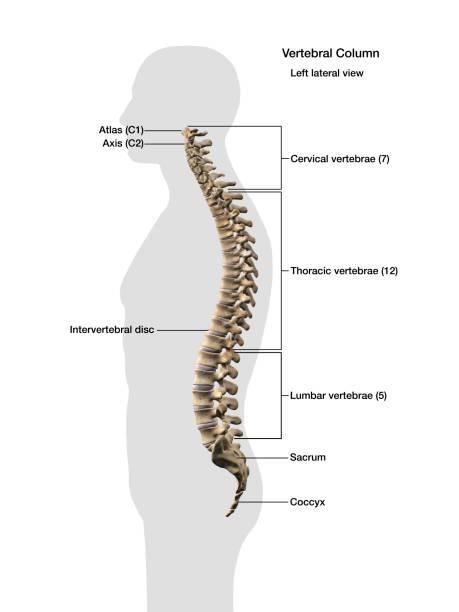 Vertebral Column
Left lateral view
Atlas (C1)
Axis (C2)
Cervical vertebrae (7)
Thoracic vertebrae (12)
Intervertebral disc
Lumbar vertebrae (5)
Sacrum
Coccyx